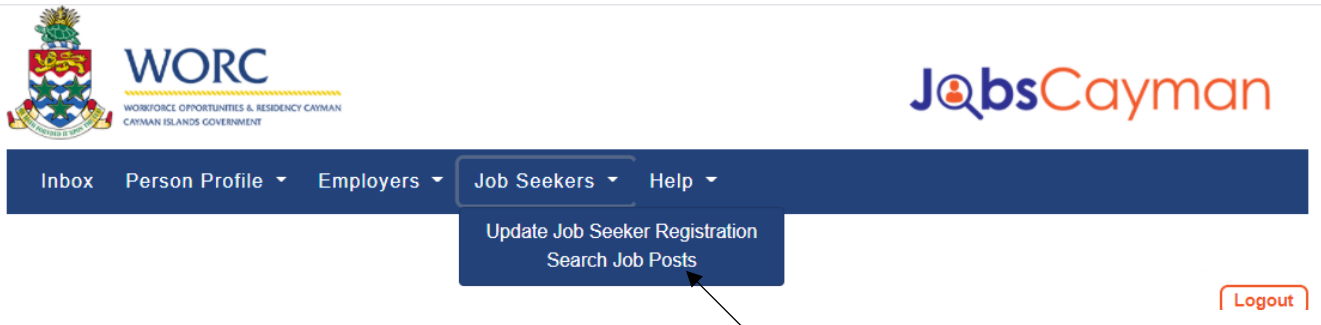 WORC
WORKFORCE OPPORTUNITIES & RESIDENCY CAYMAN
CAYMAN ISLANDS GOVERNMENT
JobsCayman
Inbox Person Profile Employers Job Seekers Help
Update Job Seeker Registration
Search Job Posts
Logout